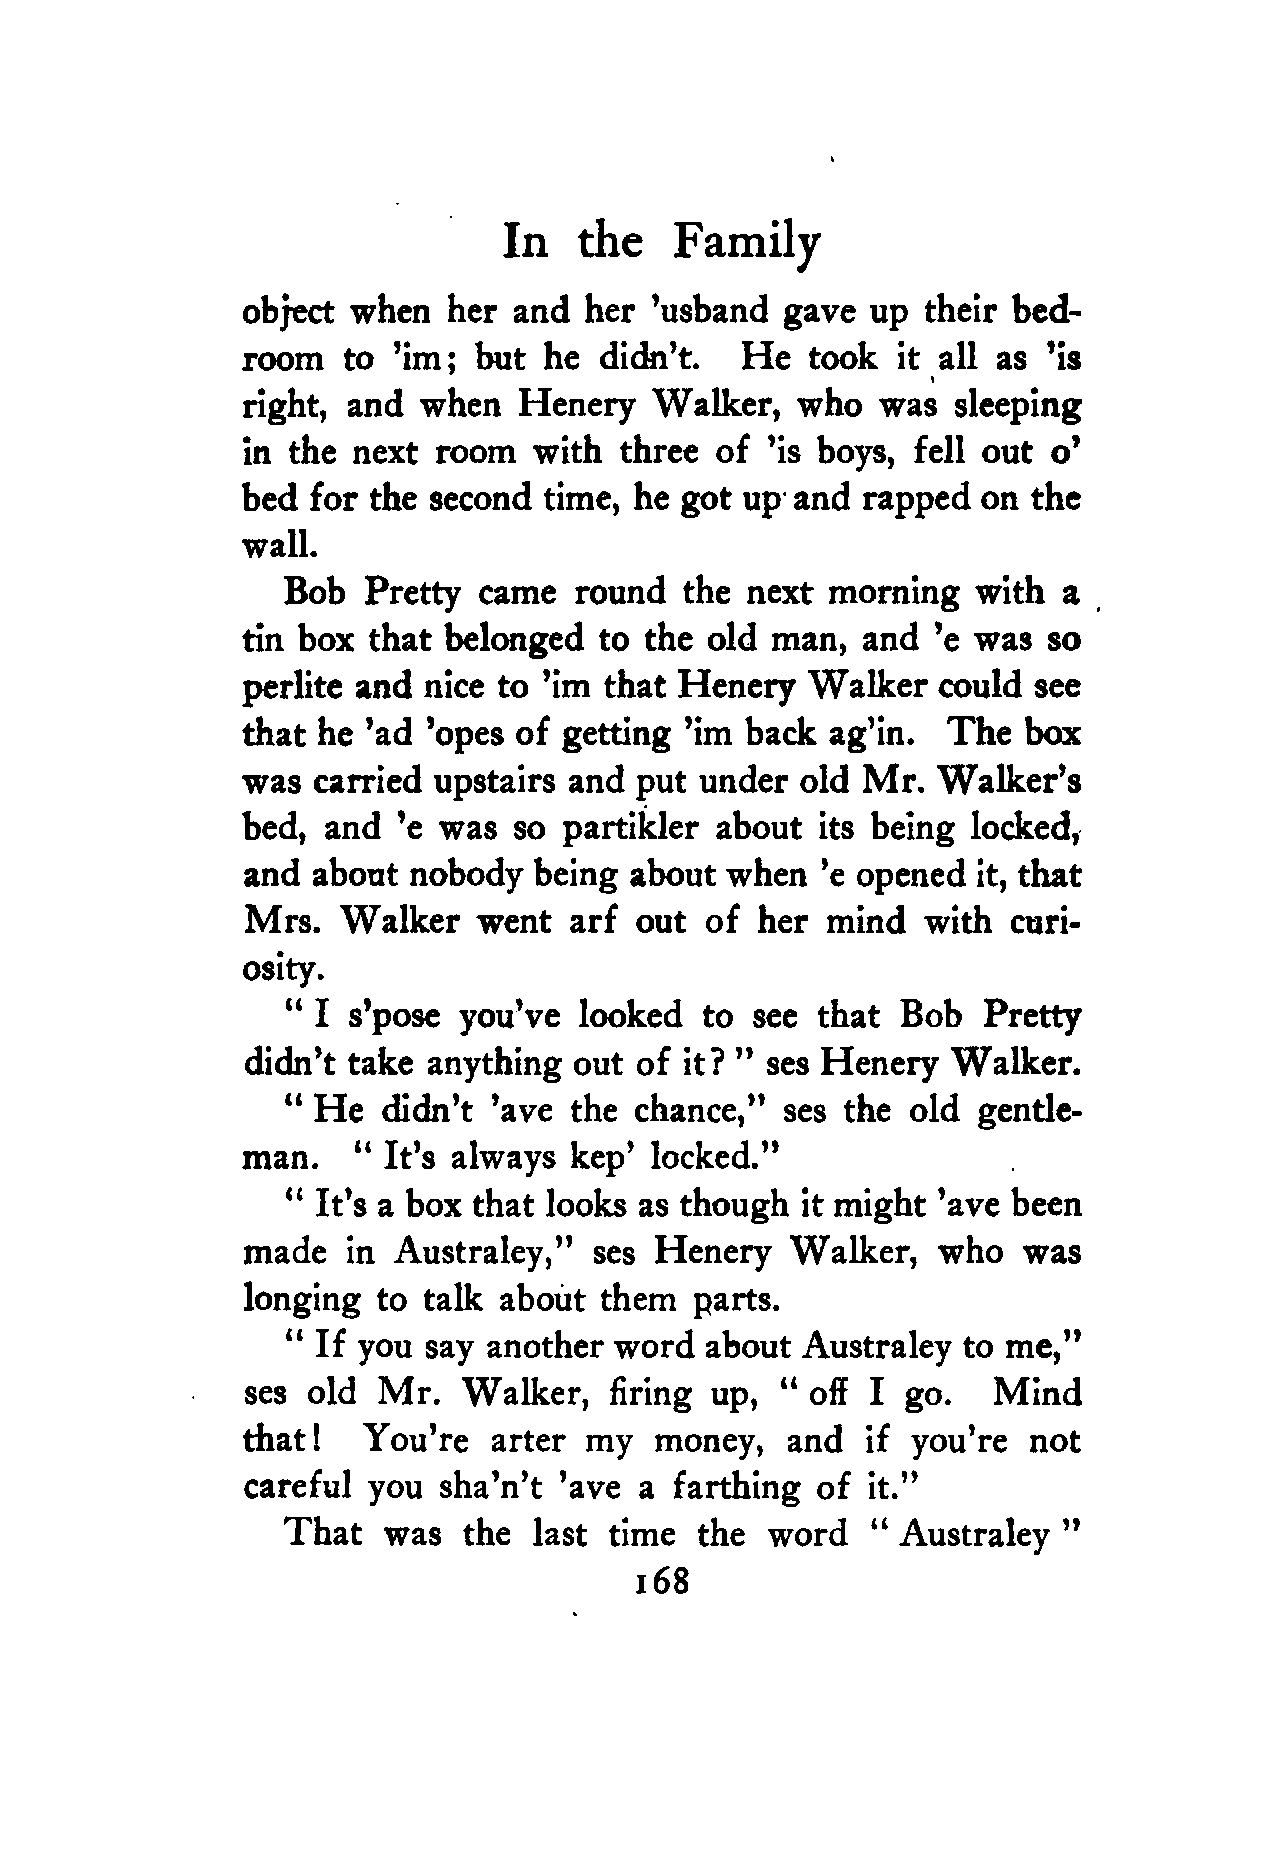 In the Family
object when her and her 'usband gave up their bed-
room to 'im; but he didn't. He took it all as 'is
right, and when Henery Walker, who was sleeping
in the next room with three of 'is boys, fell out o'
bed for the second time, he got up and rapped on the
wall.
Bob Pretty came round the next morning with a
tin box that belonged to the old man, and 'e was so
perlite and nice to 'im that Henery Walker could see
that he 'ad 'opes of getting 'im back ag'in. The box
was carried upstairs and put under old Mr. Walker's
bed, and 'e was so partikler about its being locked,
and about nobody being about when 'e opened it, that
Mrs. Walker went arf out of her mind with curi-
osity.
" I s'pose you've looked to see that Bob Pretty
didn't take anything out of it? " ses Henery Walker.
" He didn't 'ave the chance," ses the old gentle-
man. " It's always kep' locked."
" It's a box that looks as though it might 'ave been
made in Australey," ses Henery Walker, who was
longing to talk about them parts.
" If you say another word about Australey to me,"
ses old Mr. Walker, firing up, " off I go. Mind
that! You're arter my money, and if you're not
careful you sha'n't 'ave a farthing of it."
That was the last time the word " Australey "
168